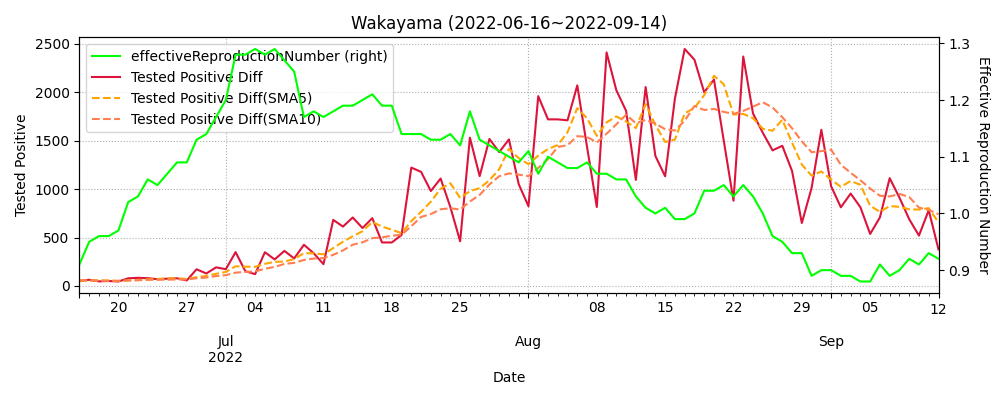 Wakayama (2022-06-16~2022-09-14)
effectiveReproductionNumber (right)
Tested Positive Diff
Tested Positive Diff(SMA5)
Tested Positive Diff(SMA10)
Tested Positive
2500
2000
1500
1000
500
0
1.3
1.2
1.1
1.0
0.9
Effective Reproduction Number
20 27 04 11 18 25 08 15 22 29 05 12
Jul Aug Sep
2022
Date